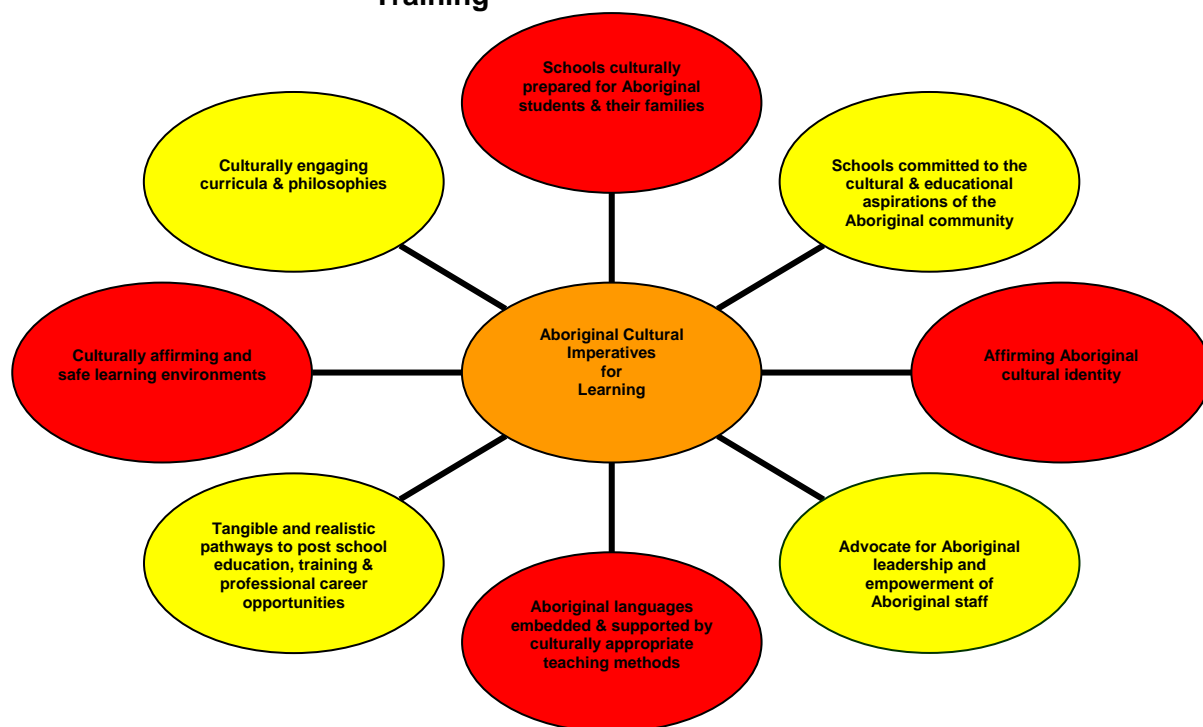 Training
Schools culturally
prepared for Aboriginal
students & their families
Culturally engaging
curricula & philosophies
Schools committed to the
cultural & educational
aspirations of the
Aboriginal community
Aboriginal Cultural
Imperatives
for
Learning
Culturally affirming and
safe learning environments
Affirming Aboriginal
cultural identity
Tangible and realistic
pathways to post school
education, training &
professional career
opportunities
Advocate for Aboriginal
leadership and
empowerment of
Aboriginal staff
Aboriginal languages
embedded & supported by
culturally appropriate
teaching methods